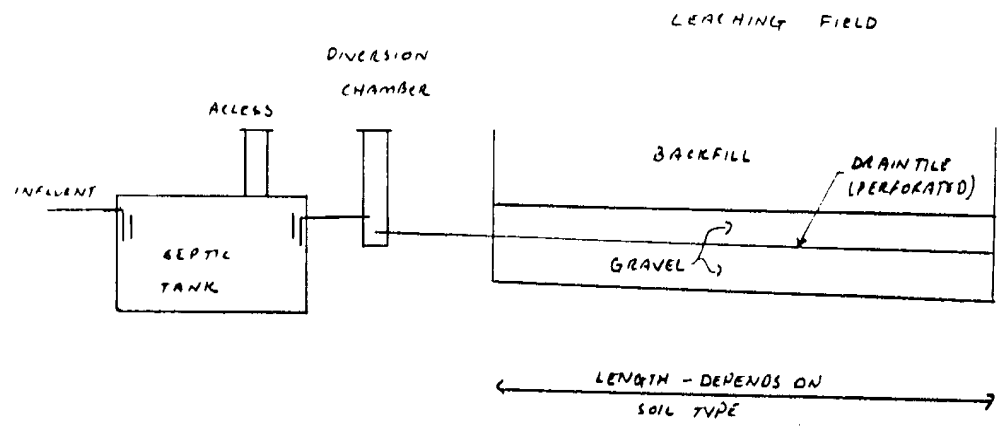 LEACHING FIELD
DIVERSION
CHAMBER
ACCESS
BACKFILL
DRAINTILE
(PERFORATED)
INFLUENT
SEPTIC
TANK
GRAVEL
LENGTH - DEPENDS ON
SOIL TYPE